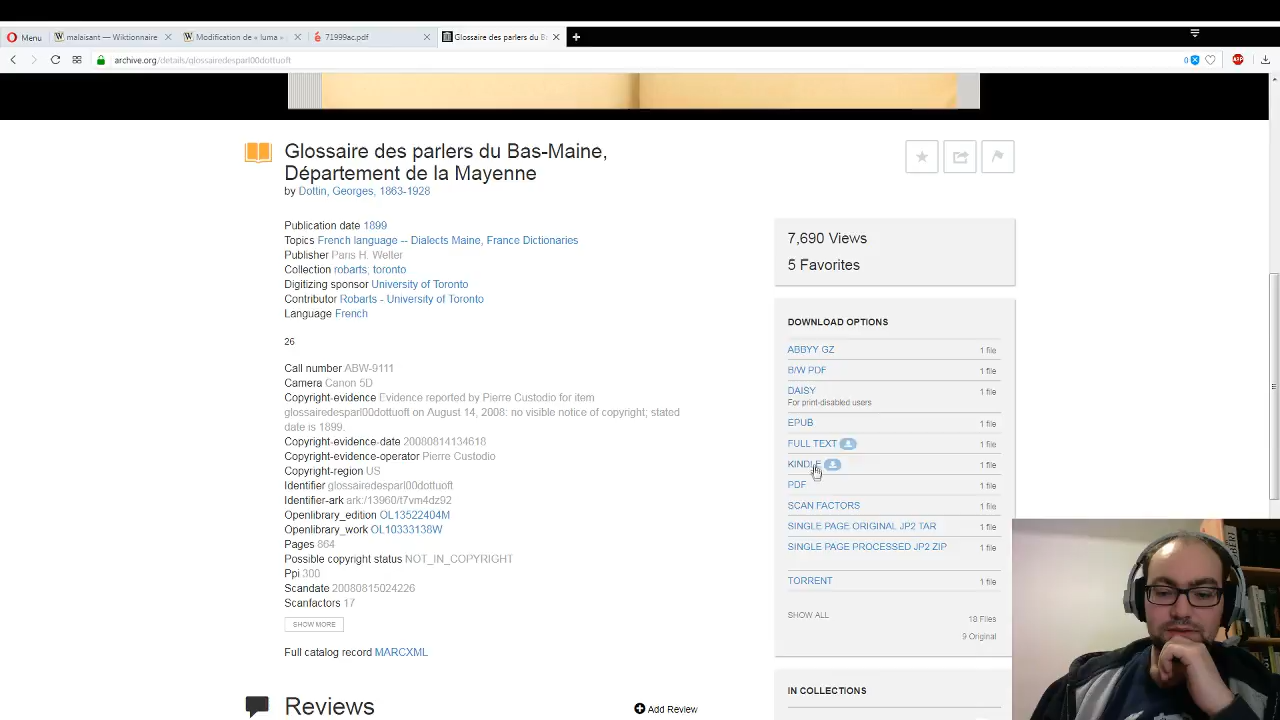 Menu
malaisant — Wiktionnaire
Modification de « luma »
71999ac.pdf
Glossaire des parlers du B
archive.org/details/glossairedesparl00dottuoft
0
ABP
Glossaire des parlers du Bas-Maine,
Département de la Mayenne
by Dottin, Georges, 1863-1928
Publication date 1899
Topics French language -- Dialects Maine, France Dictionaries
Publisher Paris H. Welter
Collection robarts; toronto
Digitizing sponsor University of Toronto
Contributor Robarts - University of Toronto
Language French
26
Call number ABW-9111
Camera Canon 5D
Copyright-evidence Evidence reported by Pierre Custodio for item
glossairedesparl00dottuoft on August 14, 2008: no visible notice of copyright; stated
date is 1899.
Copyright-evidence-date 20080814134618
Copyright-evidence-operator Pierre Custodio
Copyright-region US
Identifier glossairedesparl00dottuoft
Identifier-ark ark:/13960/t7vm4dz92
Openlibrary_edition OL13522404M
Openlibrary_work OL10333138W
Pages 864
Possible copyright status NOT_IN_COPYRIGHT
Ppi 300
Scandate 20080815024226
Scanfactors 17
SHOW MORE
Full catalog record MARCXML
Reviews
Add Review
7,690 Views
5 Favorites
DOWNLOAD OPTIONS
ABBYY GZ 1 file
B/W PDF 1 file
DAISY 1 file
For print-disabled users
EPUB 1 file
FULL TEXT 1 file
KINDLE 1 file
PDF 1 file
SCAN FACTORS 1 file
SINGLE PAGE ORIGINAL JP2 TAR 1 file
SINGLE PAGE PROCESSED JP2 ZIP 1 file
TORRENT 1 file
SHOW ALL 18 Files
9 Original
IN COLLECTIONS